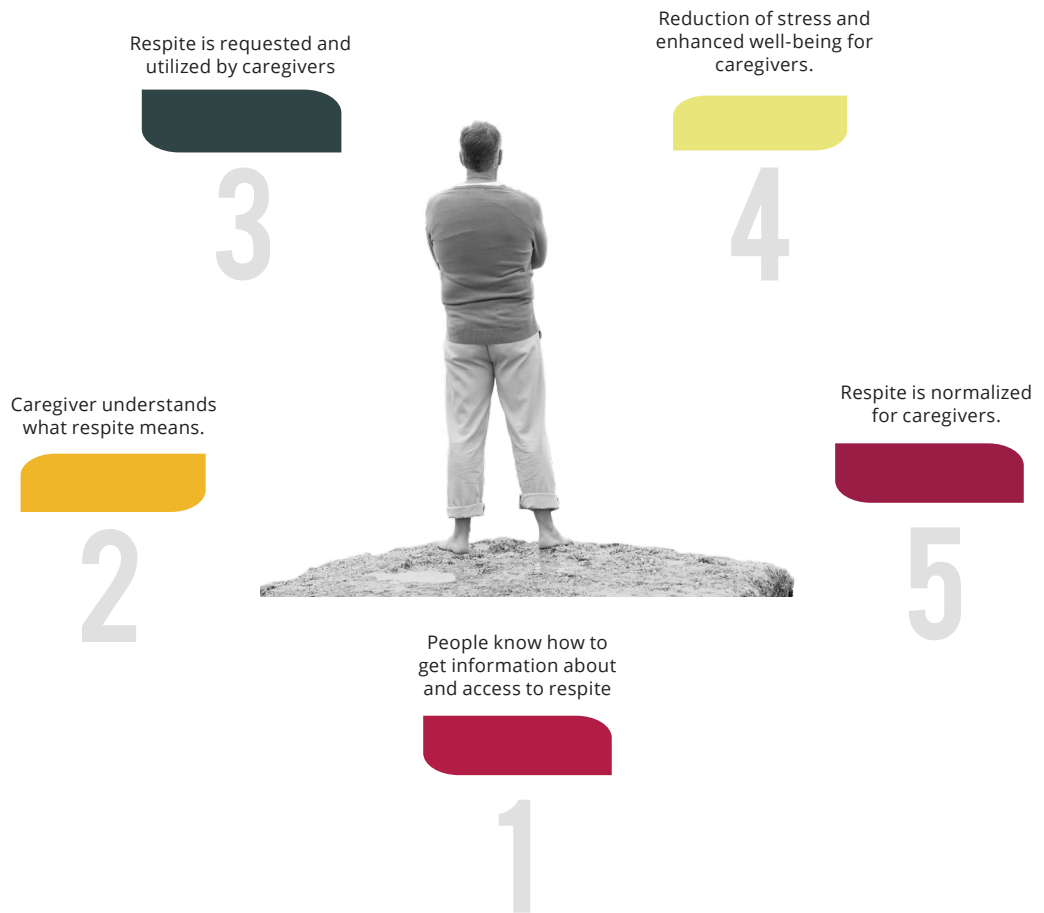 Reduction of stress and
enhanced well-being for
caregivers.
Respite is requested and
utilized by caregivers
3
4
Caregiver understands
what respite means.
Respite is normalized
for caregivers.
2
5
People know how to
get information about
and access to respite
1